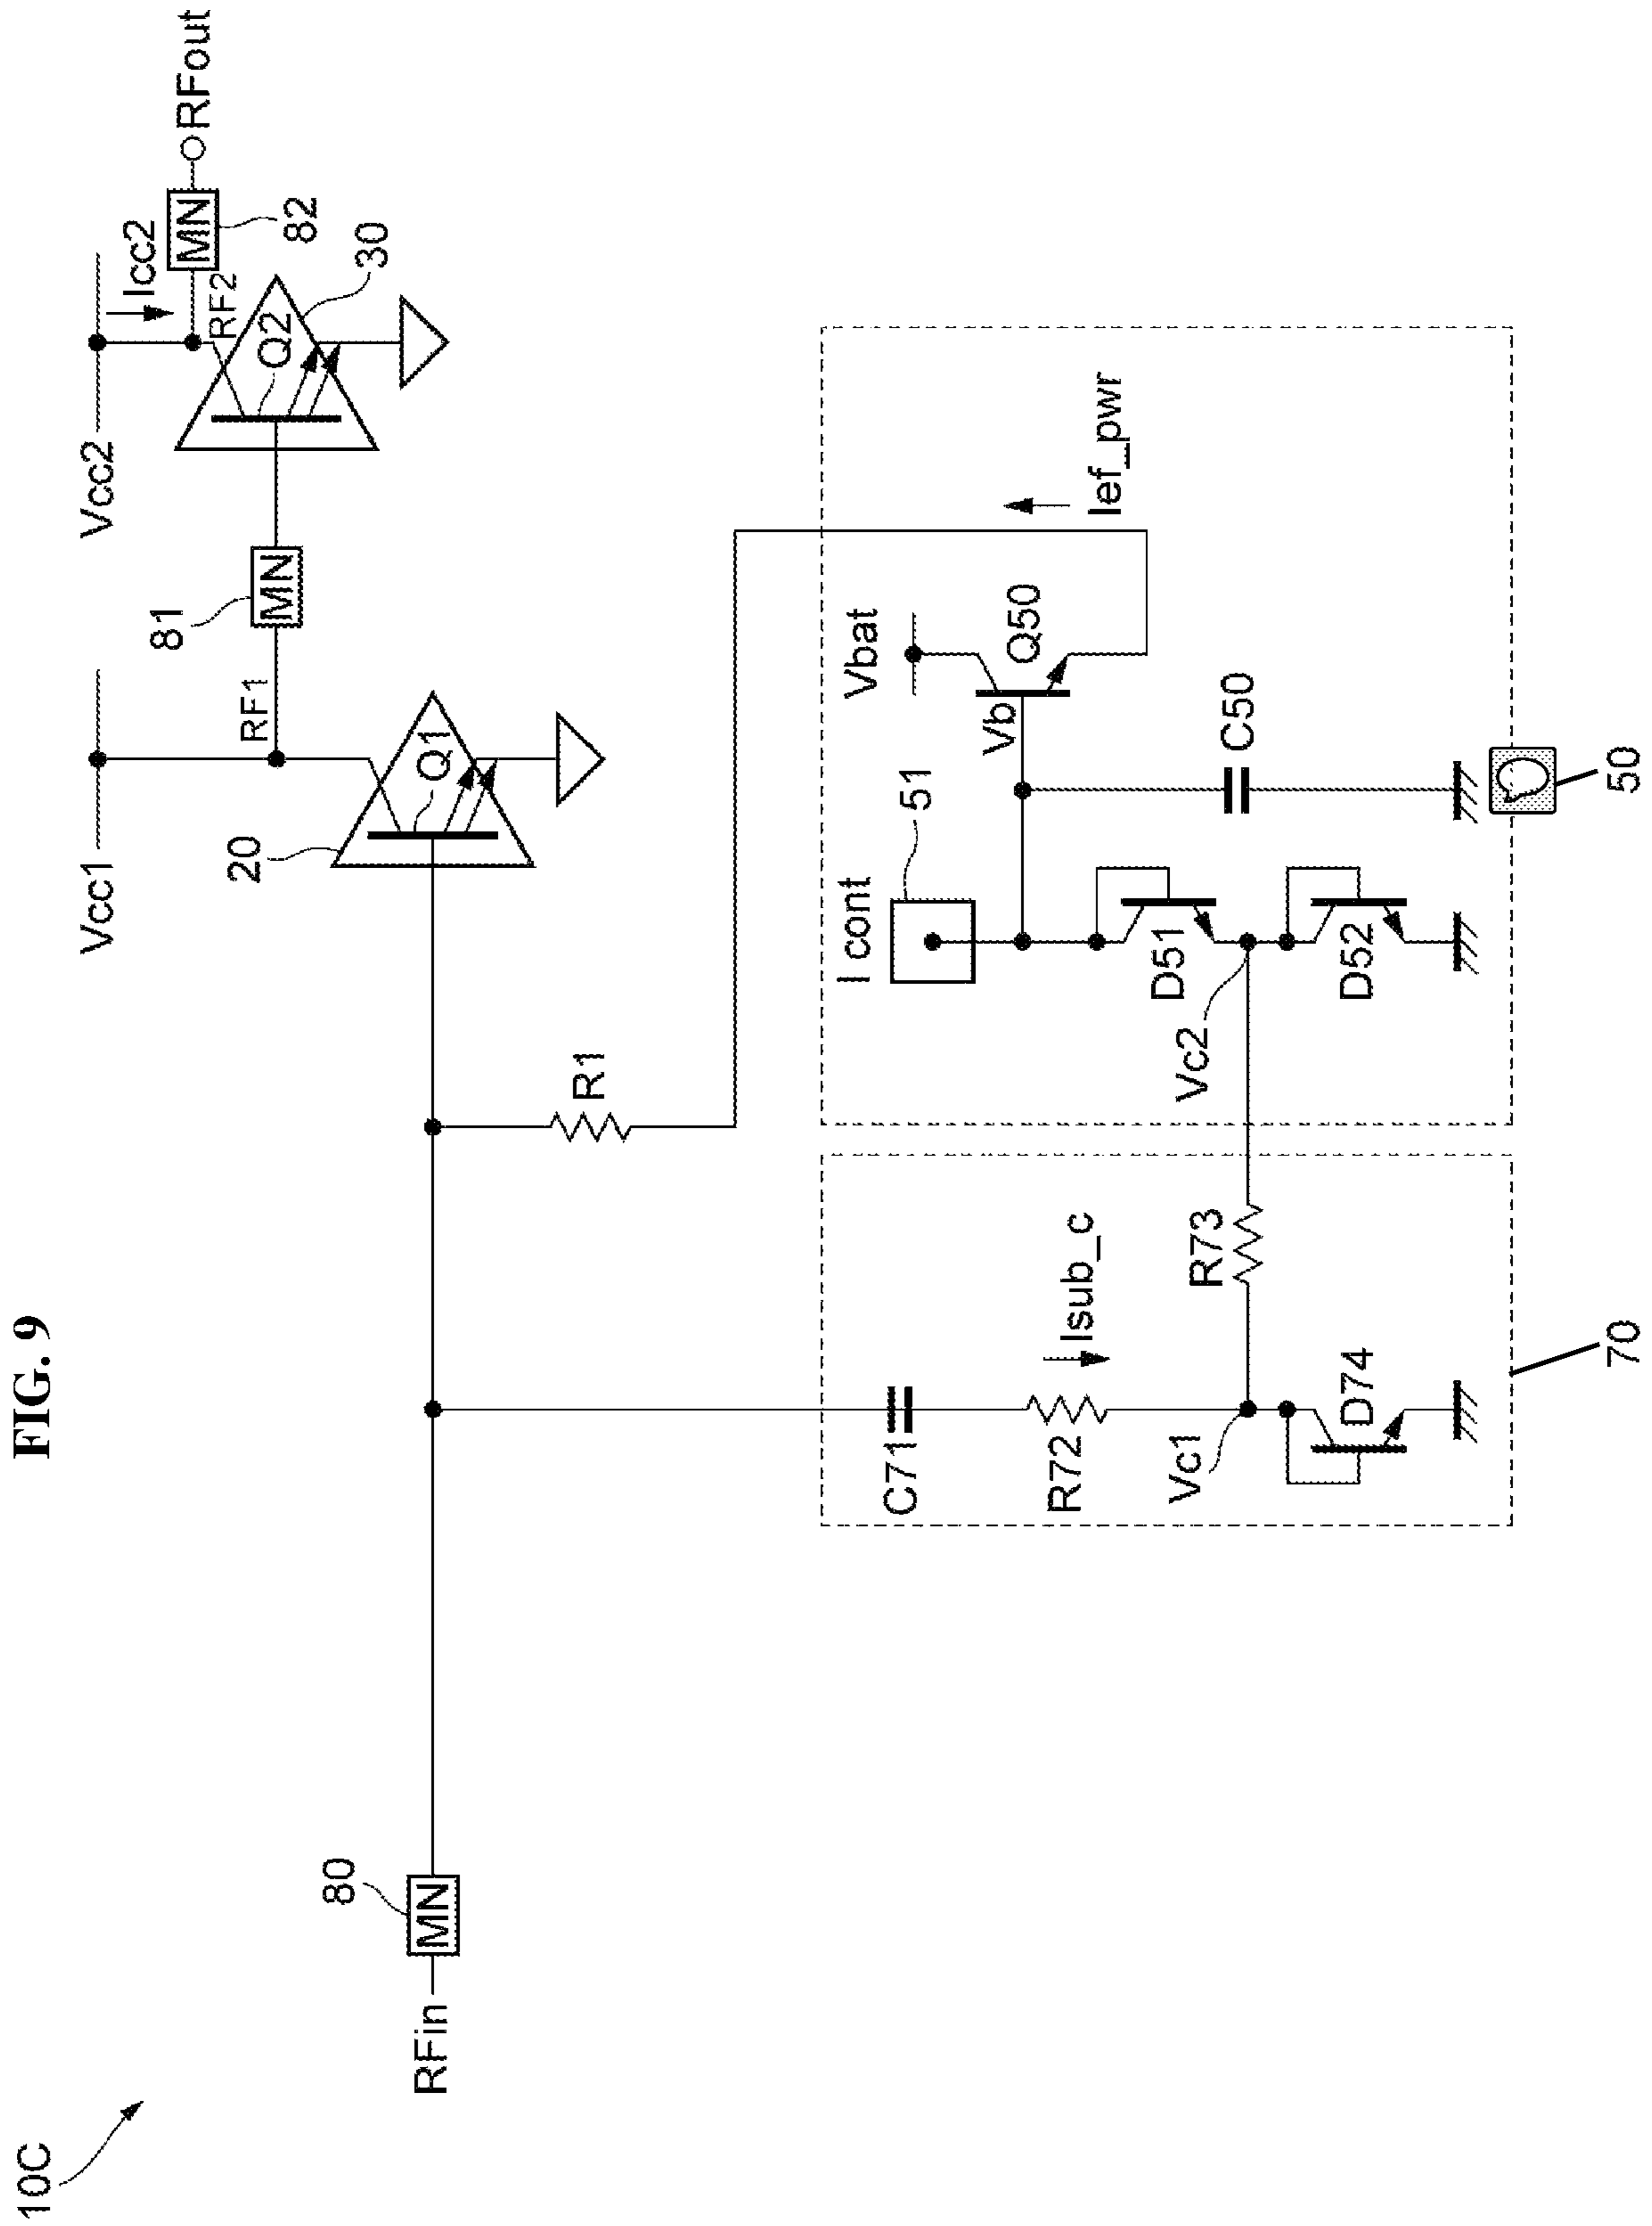 FIG. 9
10C
Vcc1
Vcc2
Icc2
RFout
MN
82
RF2
30
Q2
81
MN
RF1
20
Q1
80
MN
RFin
R1
Ief_pwr
Vbat
Q50
Vb
I cont
51
C50
D51
Vc2
D52
50
C71
R72
Isub_c
R73
Vc1
D74
70